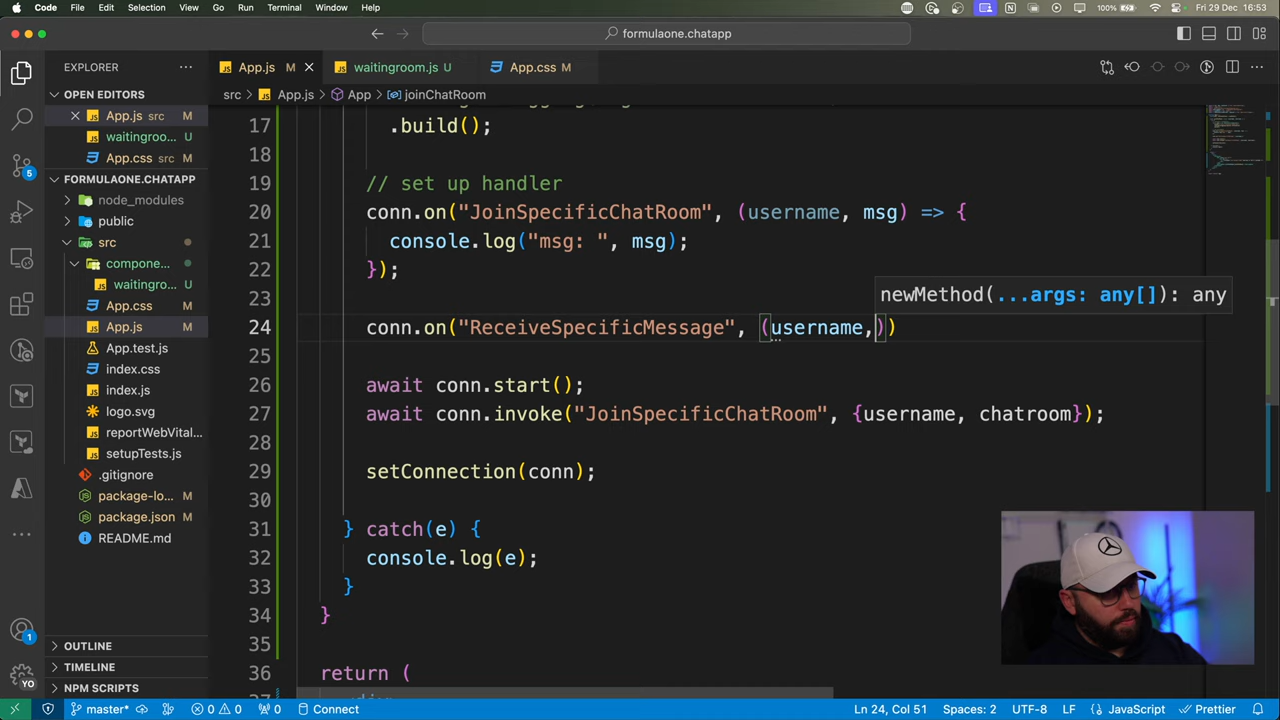 Code File Edit Selection View Go Run Terminal Window Help 100% Fri 29 Dec 16:53
formulaone.chatapp
EXPLORER
App.js M
waitingroom.js U
App.css M
OPEN EDITORS
App.js src M
waitingroo... U
App.css src M
FORMULAONE.CHATAPP
node_modules
public
src
compone...
waitingroo... U
App.css M
App.js M
App.test.js
index.css
index.js
logo.svg
reportWebVital...
setupTests.js
.gitignore
package-lo... M
package.json M
README.md
OUTLINE
TIMELINE
NPM SCRIPTS
5
1
YO
src > App.js > App > joinChatRoom
17 .build();
18
19 // set up handler
20 conn.on("JoinSpecificChatRoom", (username, msg) => {
21 console.log("msg: ", msg);
22 });
23
newMethod(...args: any[]): any
24 conn.on("ReceiveSpecificMessage", (username,))
25
26 await conn.start();
27 await conn.invoke("JoinSpecificChatRoom", {username, chatroom});
28
29 setConnection(conn);
30
31 } catch(e) {
32 console.log(e);
33 }
34 }
35
36 return (
master* 0 0 0 Connect Ln 24, Col 51 Spaces: 2 UTF-8 LF JavaScript Prettier